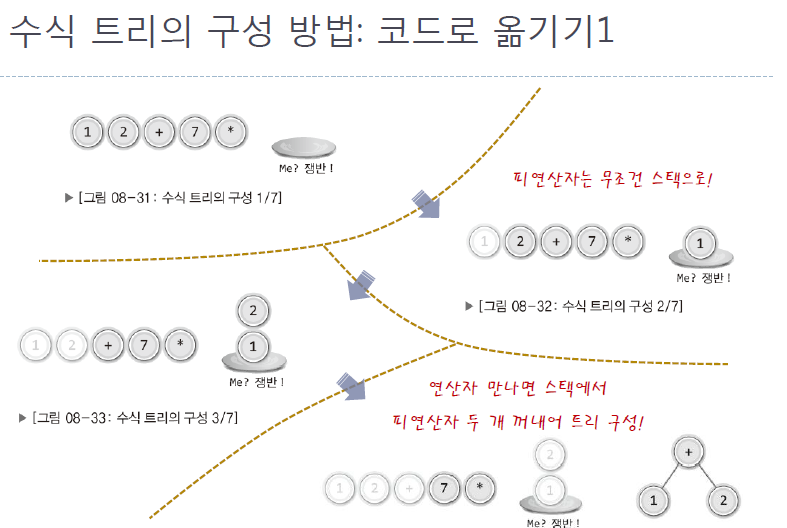 수식 트리의 구성 방법: 코드로 옮기기1
1 2 + 7 *
Me? 쟁반!
▶ [그림 08-31: 수식 트리의 구성 1/7]
피연산자는 무조건 스택으로!
1 2 + 7 *
1
Me? 쟁반!
▶ [그림 08-32: 수식 트리의 구성 2/7]
1 2 + 7 *
2
1
Me? 쟁반!
▶ [그림 08-33: 수식 트리의 구성 3/7]
연산자 만나면 스택에서
피연산자 두 개 꺼내어 트리 구성!
1 2 + 7 *
2
1
Me? 쟁반!
+
1 2